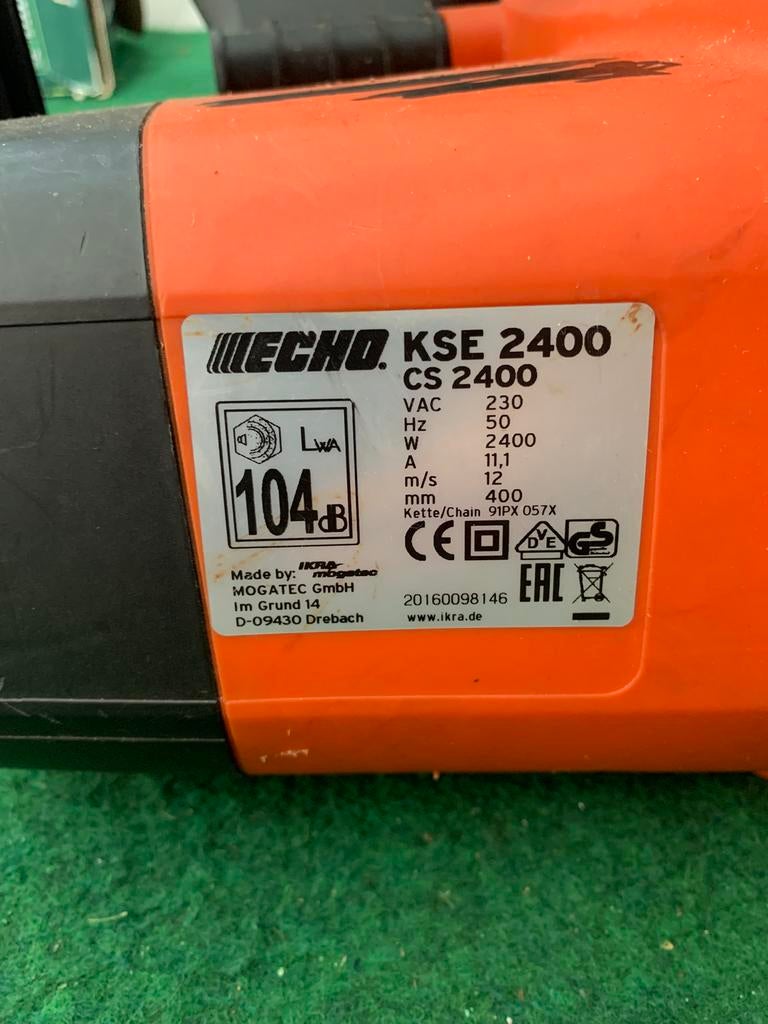 ECHO. KSE 2400
CS 2400
VAC 230
Hz 50
W 2400
A 11,1
m/s 12
mm 400
Kette/Chain 91PX 057X
LWA
104dB
CE
DVE
GS
EAC
Made by: IKRA mogatec
MOGATEC GmbH
Im Grund 14
D-09430 Drebach
20160098146
www.ikra.de